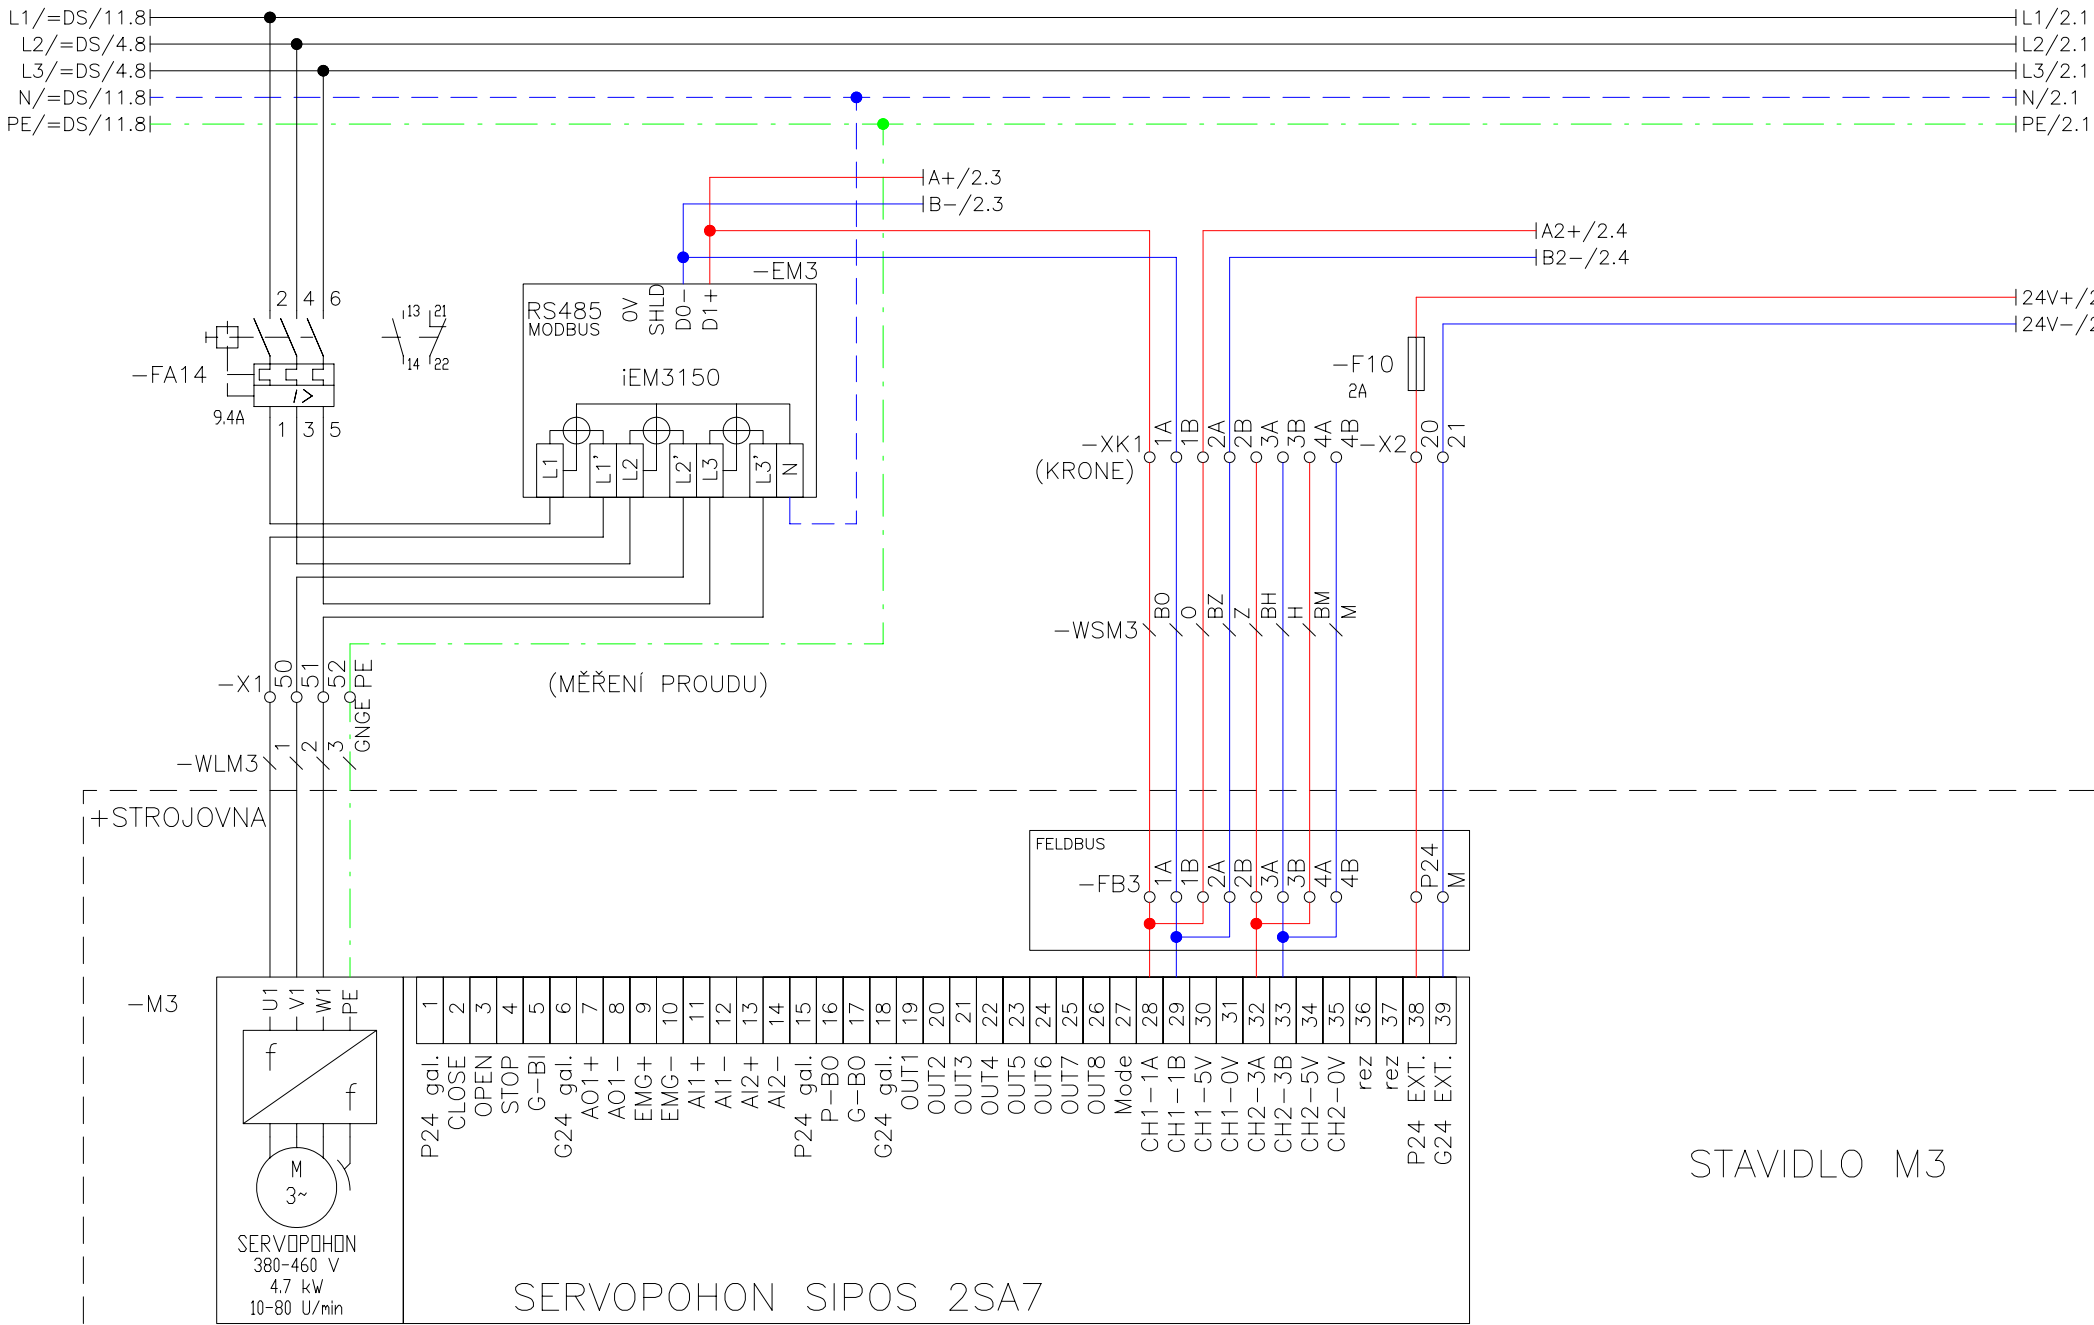 L1/=DS/11.8
L2/=DS/4.8
L3/=DS/4.8
N/=DS/11.8
PE/=DS/11.8
L1/2.1
L2/2.1
L3/2.1
N/2.1
PE/2.1
A+/2.3
B-/2.3
A2+/2.4
B2-/2.4
24V+/2
24V-/2
-EM3
RS485
MODBUS
0V
SHLD
D0-
D1+
iEM3150
L1
L1'
L2
L2'
L3
L3'
N
2 4 6
13 21
14 22
-FA14
9.4A
I>
1 3 5
-F10
2A
-XK1
(KRONE)
1A
1B
2A
2B
3A
3B
4A
4B
-X2
20
21
-WSM3
BO
O
BZ
Z
BH
H
BM
M
(MĚŘENÍ PROUDU)
-X1
50
51
52
PE
-WLM3
1
2
3
GNGE
+STROJOVNA
FELDBUS
-FB3
1A
1B
2A
2B
3A
3B
4A
4B
P24
M
-M3
U1
V1
W1
PE
f
f
M
3~
SERVOPOHON
380-460 V
4.7 kW
10-80 U/min
1
2
3
4
5
6
7
8
9
10
11
12
13
14
15
16
17
18
19
20
21
22
23
24
25
26
27
28
29
30
31
32
33
34
35
36
37
38
39
P24 gal.
CLOSE
OPEN
STOP
G-BI
G24 gal.
AO1+
AO1-
EMG+
EMG-
AI1+
AI1-
AI2+
AI2-
P24 gal.
P-BO
G-BO
G24 gal.
OUT1
OUT2
OUT3
OUT4
OUT5
OUT6
OUT7
OUT8
Mode
CH1-1A
CH1-1B
CH1-5V
CH1-0V
CH2-3A
CH2-3B
CH2-5V
CH2-0V
rez
rez
P24 EXT.
G24 EXT.
STAVIDLO M3
SERVOPOHON SIPOS 2SA7